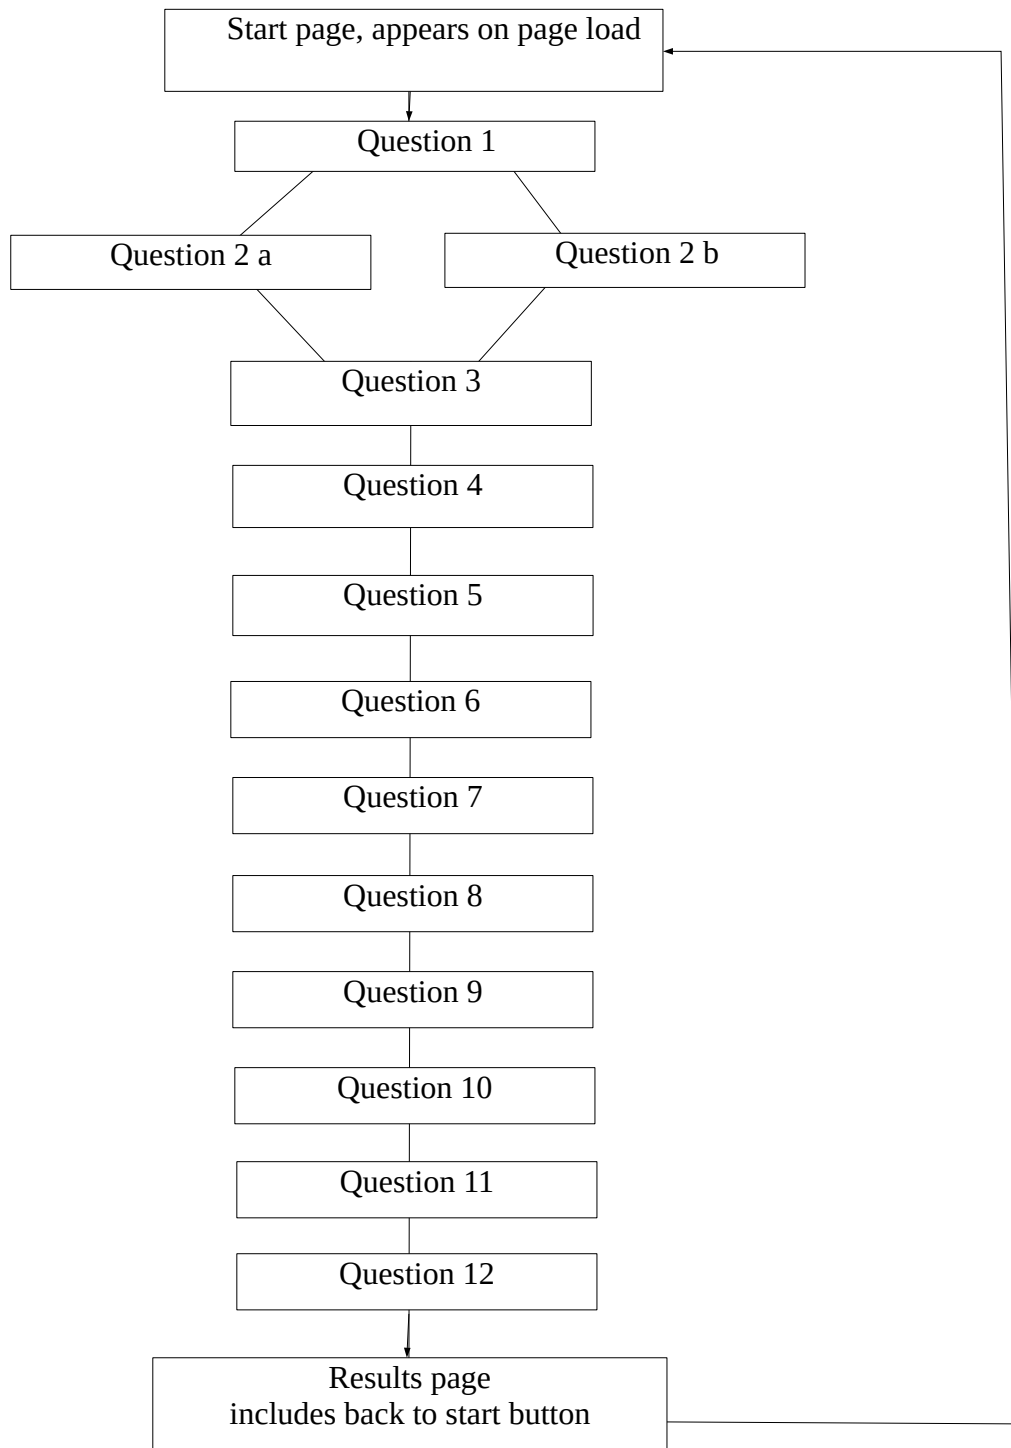 Start page, appears on page load
Question 1
Question 2 a
Question 2 b
Question 3
Question 4
Question 5
Question 6
Question 7
Question 8
Question 9
Question 10
Question 11
Question 12
Results page
includes back to start button